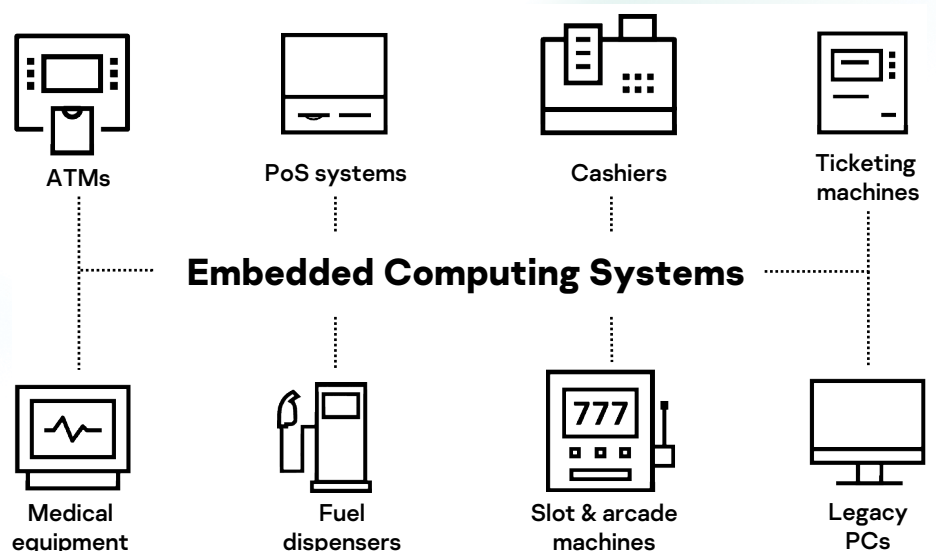 ATMs
PoS systems
Cashiers
Ticketing
machines
Embedded Computing Systems
777
Medical
equipment
Fuel
dispensers
Slot & arcade
machines
Legacy
PCs